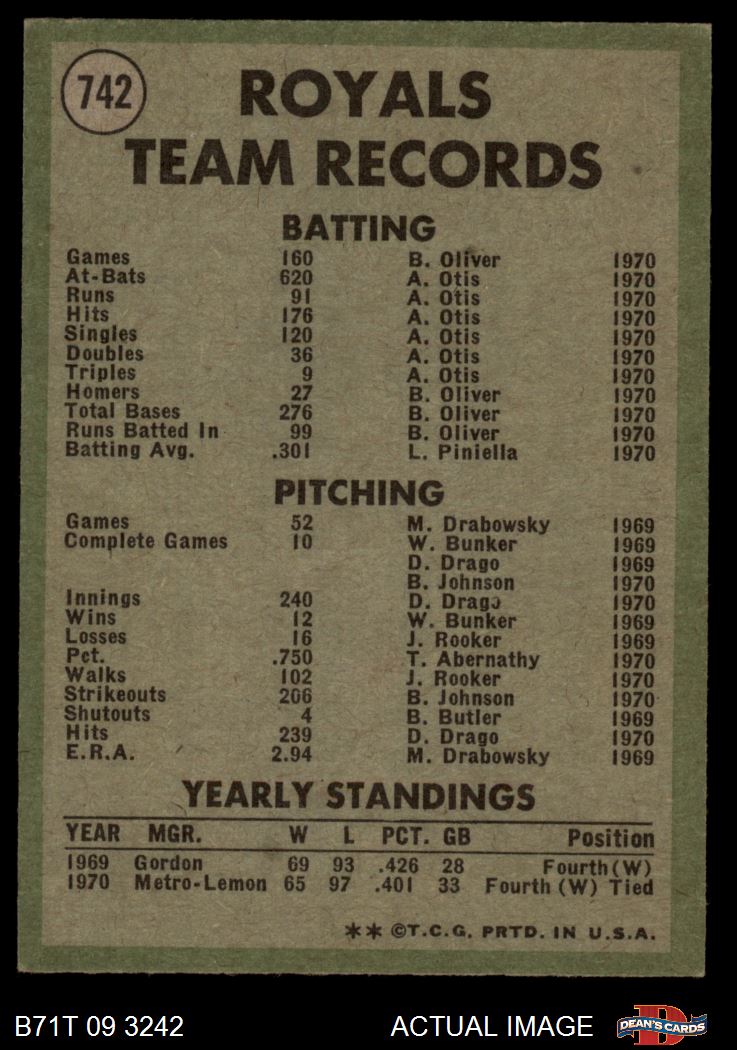 742
ROYALS
TEAM RECORDS
BATTING
Games 160 B. Oliver 1970
At-Bats 620 A. Otis 1970
Runs 91 A. Otis 1970
Hits 176 A. Otis 1970
Singles 120 A. Otis 1970
Doubles 36 A. Otis 1970
Triples 9 A. Otis 1970
Homers 27 B. Oliver 1970
Total Bases 276 B. Oliver 1970
Runs Batted In 99 B. Oliver 1970
Batting Avg. .301 L. Piniella 1970
PITCHING
Games 52 M. Drabowsky 1969
Complete Games 10 W. Bunker 1969
D. Drago 1969
B. Johnson 1970
Innings 240 D. Drago 1970
Wins 12 W. Bunker 1969
Losses 16 J. Rooker 1969
Pct. .750 T. Abernathy 1970
Walks 102 J. Rooker 1970
Strikeouts 206 B. Johnson 1970
Shutouts 4 B. Butler 1969
Hits 239 D. Drago 1970
E.R.A. 2.94 M. Drabowsky 1969
YEARLY STANDINGS
YEAR MGR. W L PCT. GB Position
1969 Gordon 69 93 .426 28 Fourth (W)
1970 Metro-Lemon 65 97 .401 33 Fourth (W) Tied
** ©T.C.G. PRTD. IN U.S.A.
B71T 09 3242 ACTUAL IMAGE DEAN'S CARDS